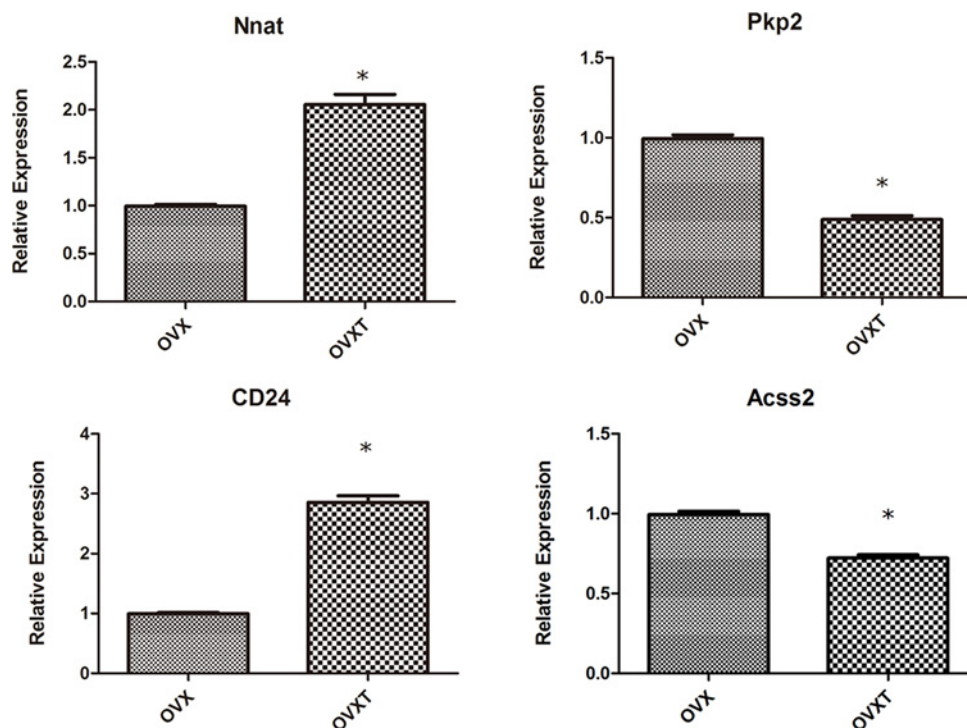 Nnat
Relative Expression
2.5
2.0
1.5
1.0
0.5
0.0
*
OVX
OVXT
Pkp2
Relative Expression
1.5
1.0
0.5
0.0
*
OVX
OVXT
CD24
Relative Expression
4
3
2
1
0
*
OVX
OVXT
Acss2
Relative Expression
1.5
1.0
0.5
0.0
*
OVX
OVXT